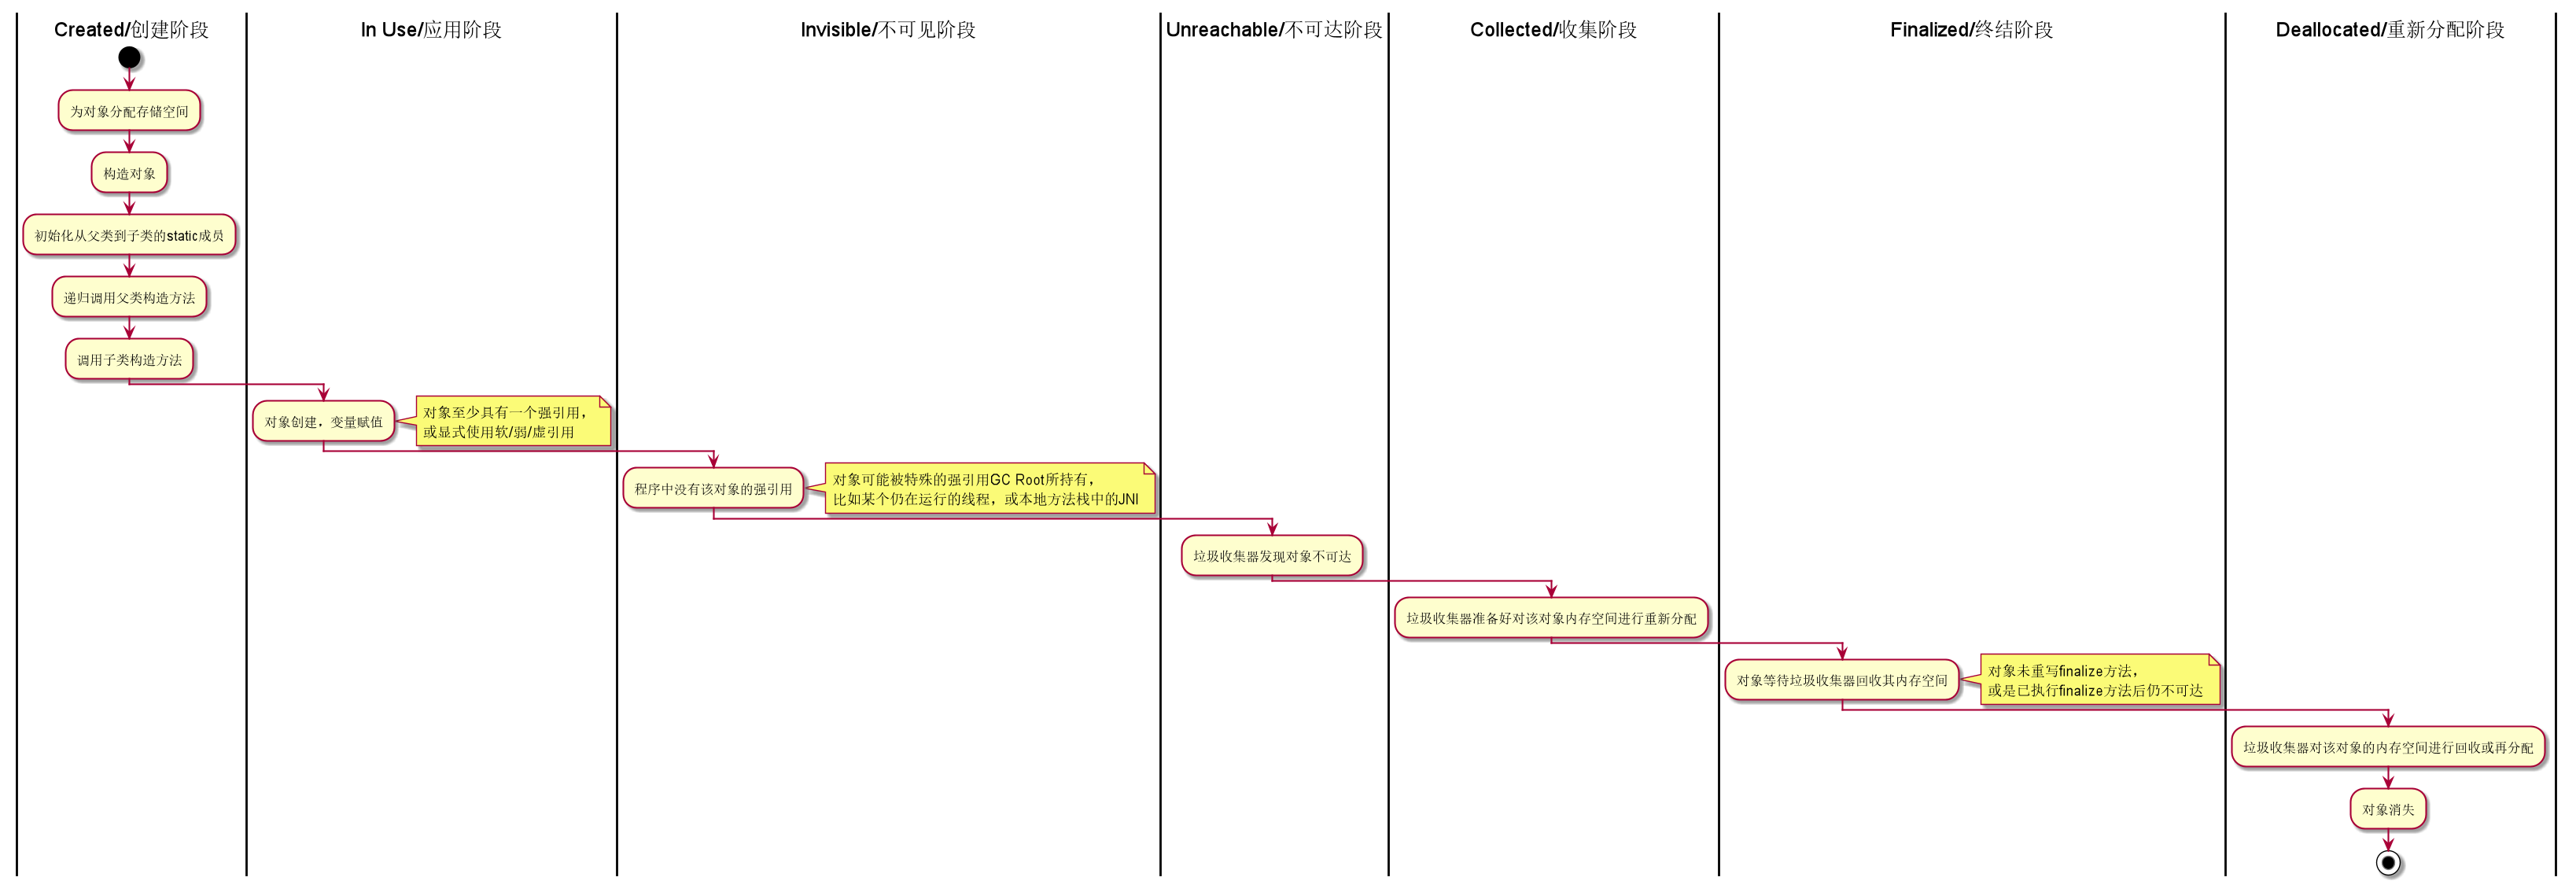 Created/创建阶段
In Use/应用阶段
Invisible/不可见阶段
Unreachable/不可达阶段
Collected/收集阶段
Finalized/终结阶段
Deallocated/重新分配阶段
为对象分配存储空间
构造对象
初始化从父类到子类的static成员
递归调用父类构造方法
调用子类构造方法
对象创建，变量赋值
对象至少具有一个强引用，
或显式使用软/弱/虚引用
程序中没有该对象的强引用
对象可能被特殊的强引用GC Root所持有，
比如某个仍在运行的线程，或本地方法栈中的JNI
垃圾收集器发现对象不可达
垃圾收集器准备好对该对象内存空间进行重新分配
对象等待垃圾收集器回收其内存空间
对象未重写finalize方法，
或是已执行finalize方法后仍不可达
垃圾收集器对该对象的内存空间进行回收或再分配
对象消失